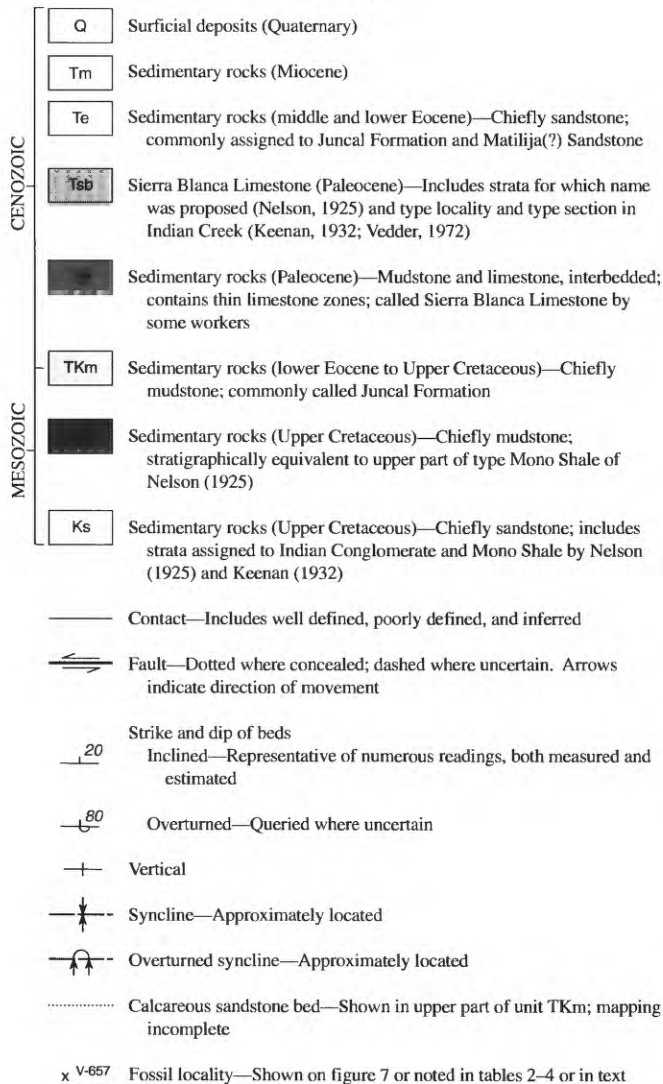 CENOZOIC
MESOZOIC
Q Surficial deposits (Quaternary)
Tm Sedimentary rocks (Miocene)
Te Sedimentary rocks (middle and lower Eocene)—Chiefly sandstone;
commonly assigned to Juncal Formation and Matilija(?) Sandstone
Tsb Sierra Blanca Limestone (Paleocene)—Includes strata for which name
was proposed (Nelson, 1925) and type locality and type section in
Indian Creek (Keenan, 1932; Vedder, 1972)
Sedimentary rocks (Paleocene)—Mudstone and limestone, interbedded;
contains thin limestone zones; called Sierra Blanca Limestone by
some workers
TKm Sedimentary rocks (lower Eocene to Upper Cretaceous)—Chiefly
mudstone; commonly called Juncal Formation
Sedimentary rocks (Upper Cretaceous)—Chiefly mudstone;
stratigraphically equivalent to upper part of type Mono Shale of
Nelson (1925)
Ks Sedimentary rocks (Upper Cretaceous)—Chiefly sandstone; includes
strata assigned to Indian Conglomerate and Mono Shale by Nelson
(1925) and Keenan (1932)
Contact—Includes well defined, poorly defined, and inferred
Fault—Dotted where concealed; dashed where uncertain. Arrows
indicate direction of movement
Strike and dip of beds
20 Inclined—Representative of numerous readings, both measured and
estimated
80 Overturned—Queried where uncertain
Vertical
Syncline—Approximately located
Overturned syncline—Approximately located
Calcareous sandstone bed—Shown in upper part of unit TKm; mapping
incomplete
x V-657 Fossil locality—Shown on figure 7 or noted in tables 2–4 or in text